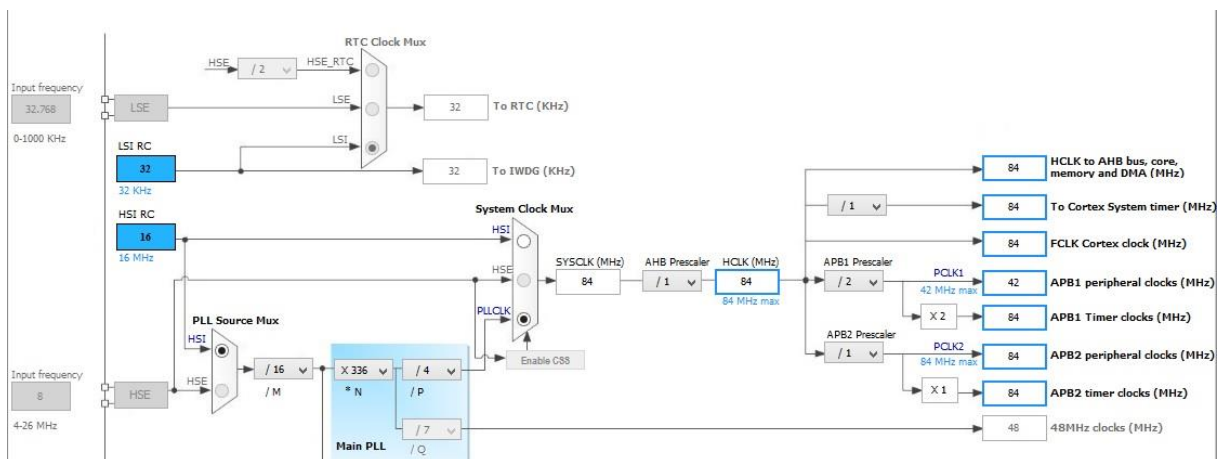 RTC Clock Mux
HSE
/ 2
HSE_RTC
Input frequency
32.768
LSE
LSE
32
To RTC (KHz)
0-1000 KHz
LSI RC
LSI
32
32
To IWDG (KHz)
32 KHz
HSI RC
System Clock Mux
16
HSI
16 MHz
HSE
SYSCLK (MHz)
AHB Prescaler
HCLK (MHz)
84
/ 1
84
84 MHz max
PLLCLK
PLL Source Mux
HSI
Enable CSS
Input frequency
8
HSE
HSE
4-26 MHz
/ 16
/ M
X 336
* N
/ 4
/ P
/ 7
/ Q
Main PLL
84
HCLK to AHB bus, core,
memory and DMA (MHz)
/ 1
84
To Cortex System timer (MHz)
84
FCLK Cortex clock (MHz)
APB1 Prescaler
/ 2
PCLK1
42 MHz max
42
APB1 peripheral clocks (MHz)
X 2
84
APB1 Timer clocks (MHz)
APB2 Prescaler
/ 1
PCLK2
84 MHz max
84
APB2 peripheral clocks (MHz)
X 1
84
APB2 timer clocks (MHz)
48
48MHz clocks (MHz)